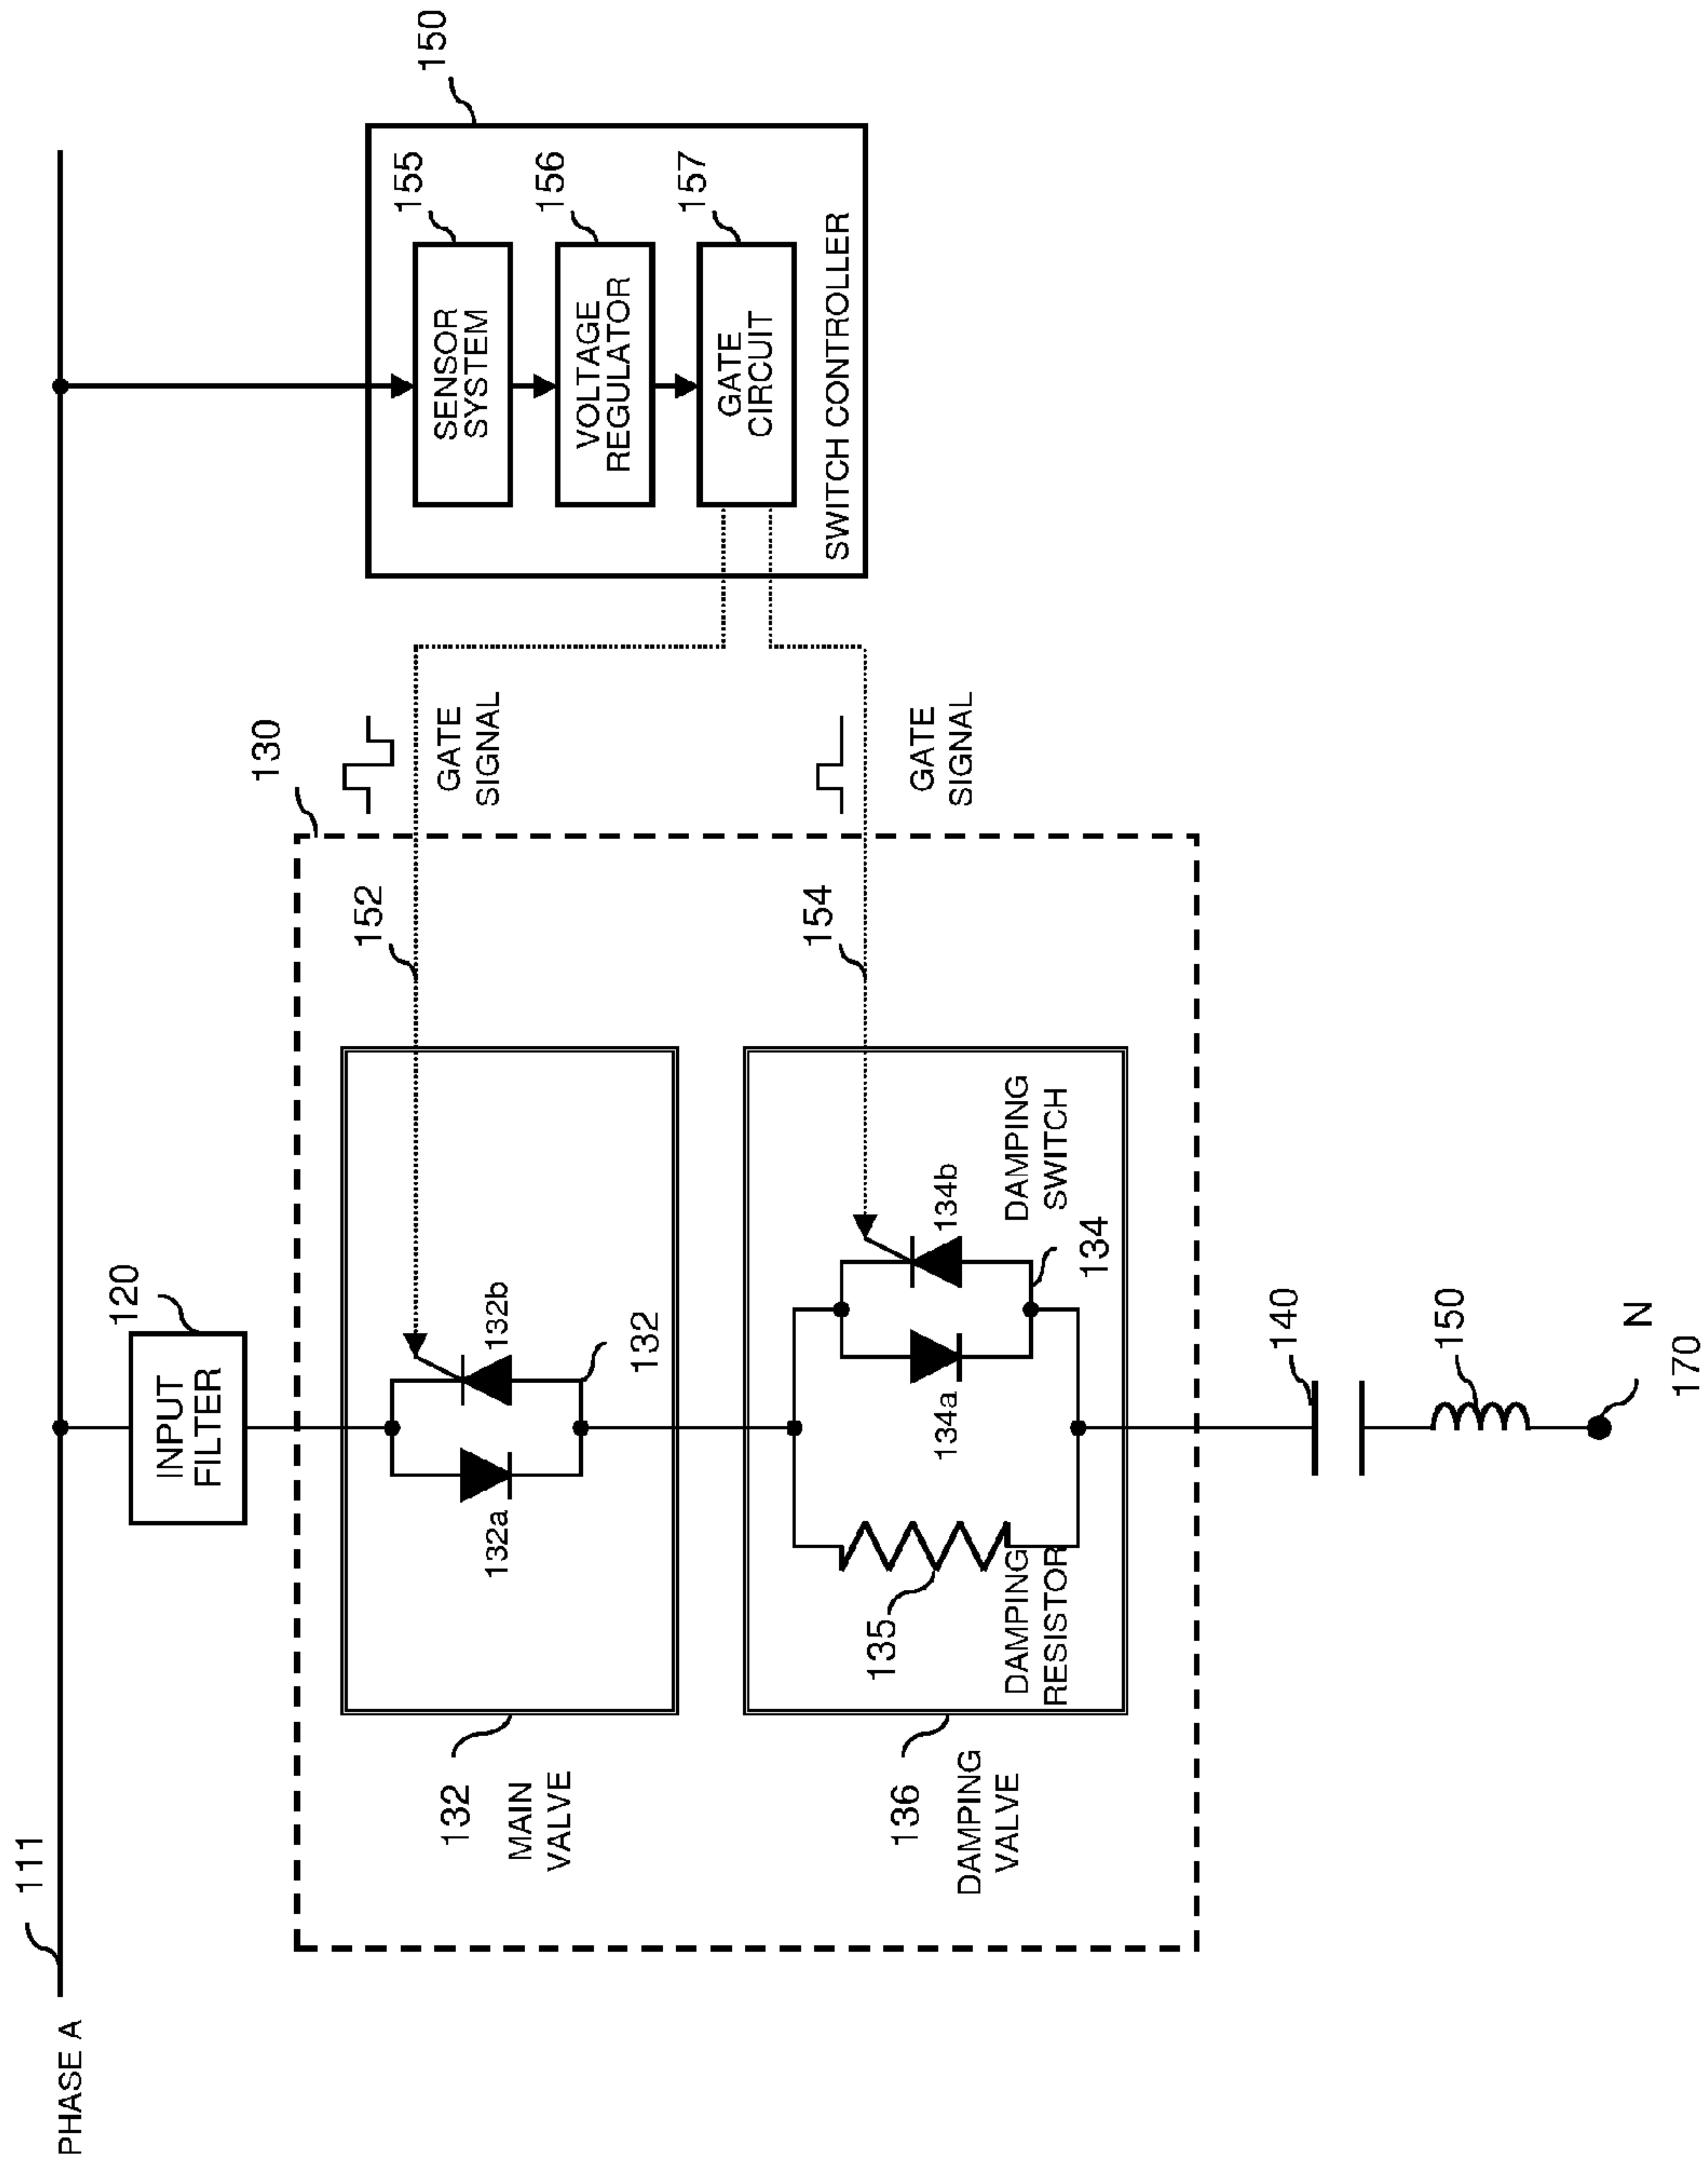 PHASE A
111
120
INPUT
FILTER
130
132
MAIN
VALVE
132a
132b
132
152
GATE
SIGNAL
136
DAMPING
VALVE
135
DAMPING
RESISTOR
134a
134b
DAMPING
SWITCH
134
154
GATE
SIGNAL
150
155
SENSOR
SYSTEM
156
VOLTAGE
REGULATOR
157
GATE
CIRCUIT
SWITCH CONTROLLER
140
150
N
170